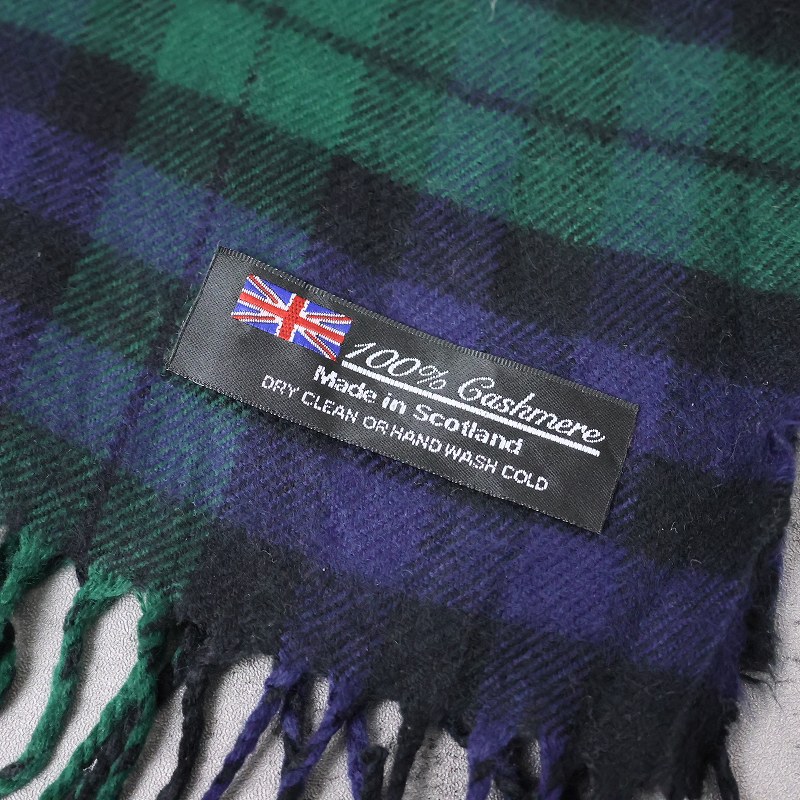 100% Cashmere
Made in Scotland
DRY CLEAN OR HAND WASH COLD